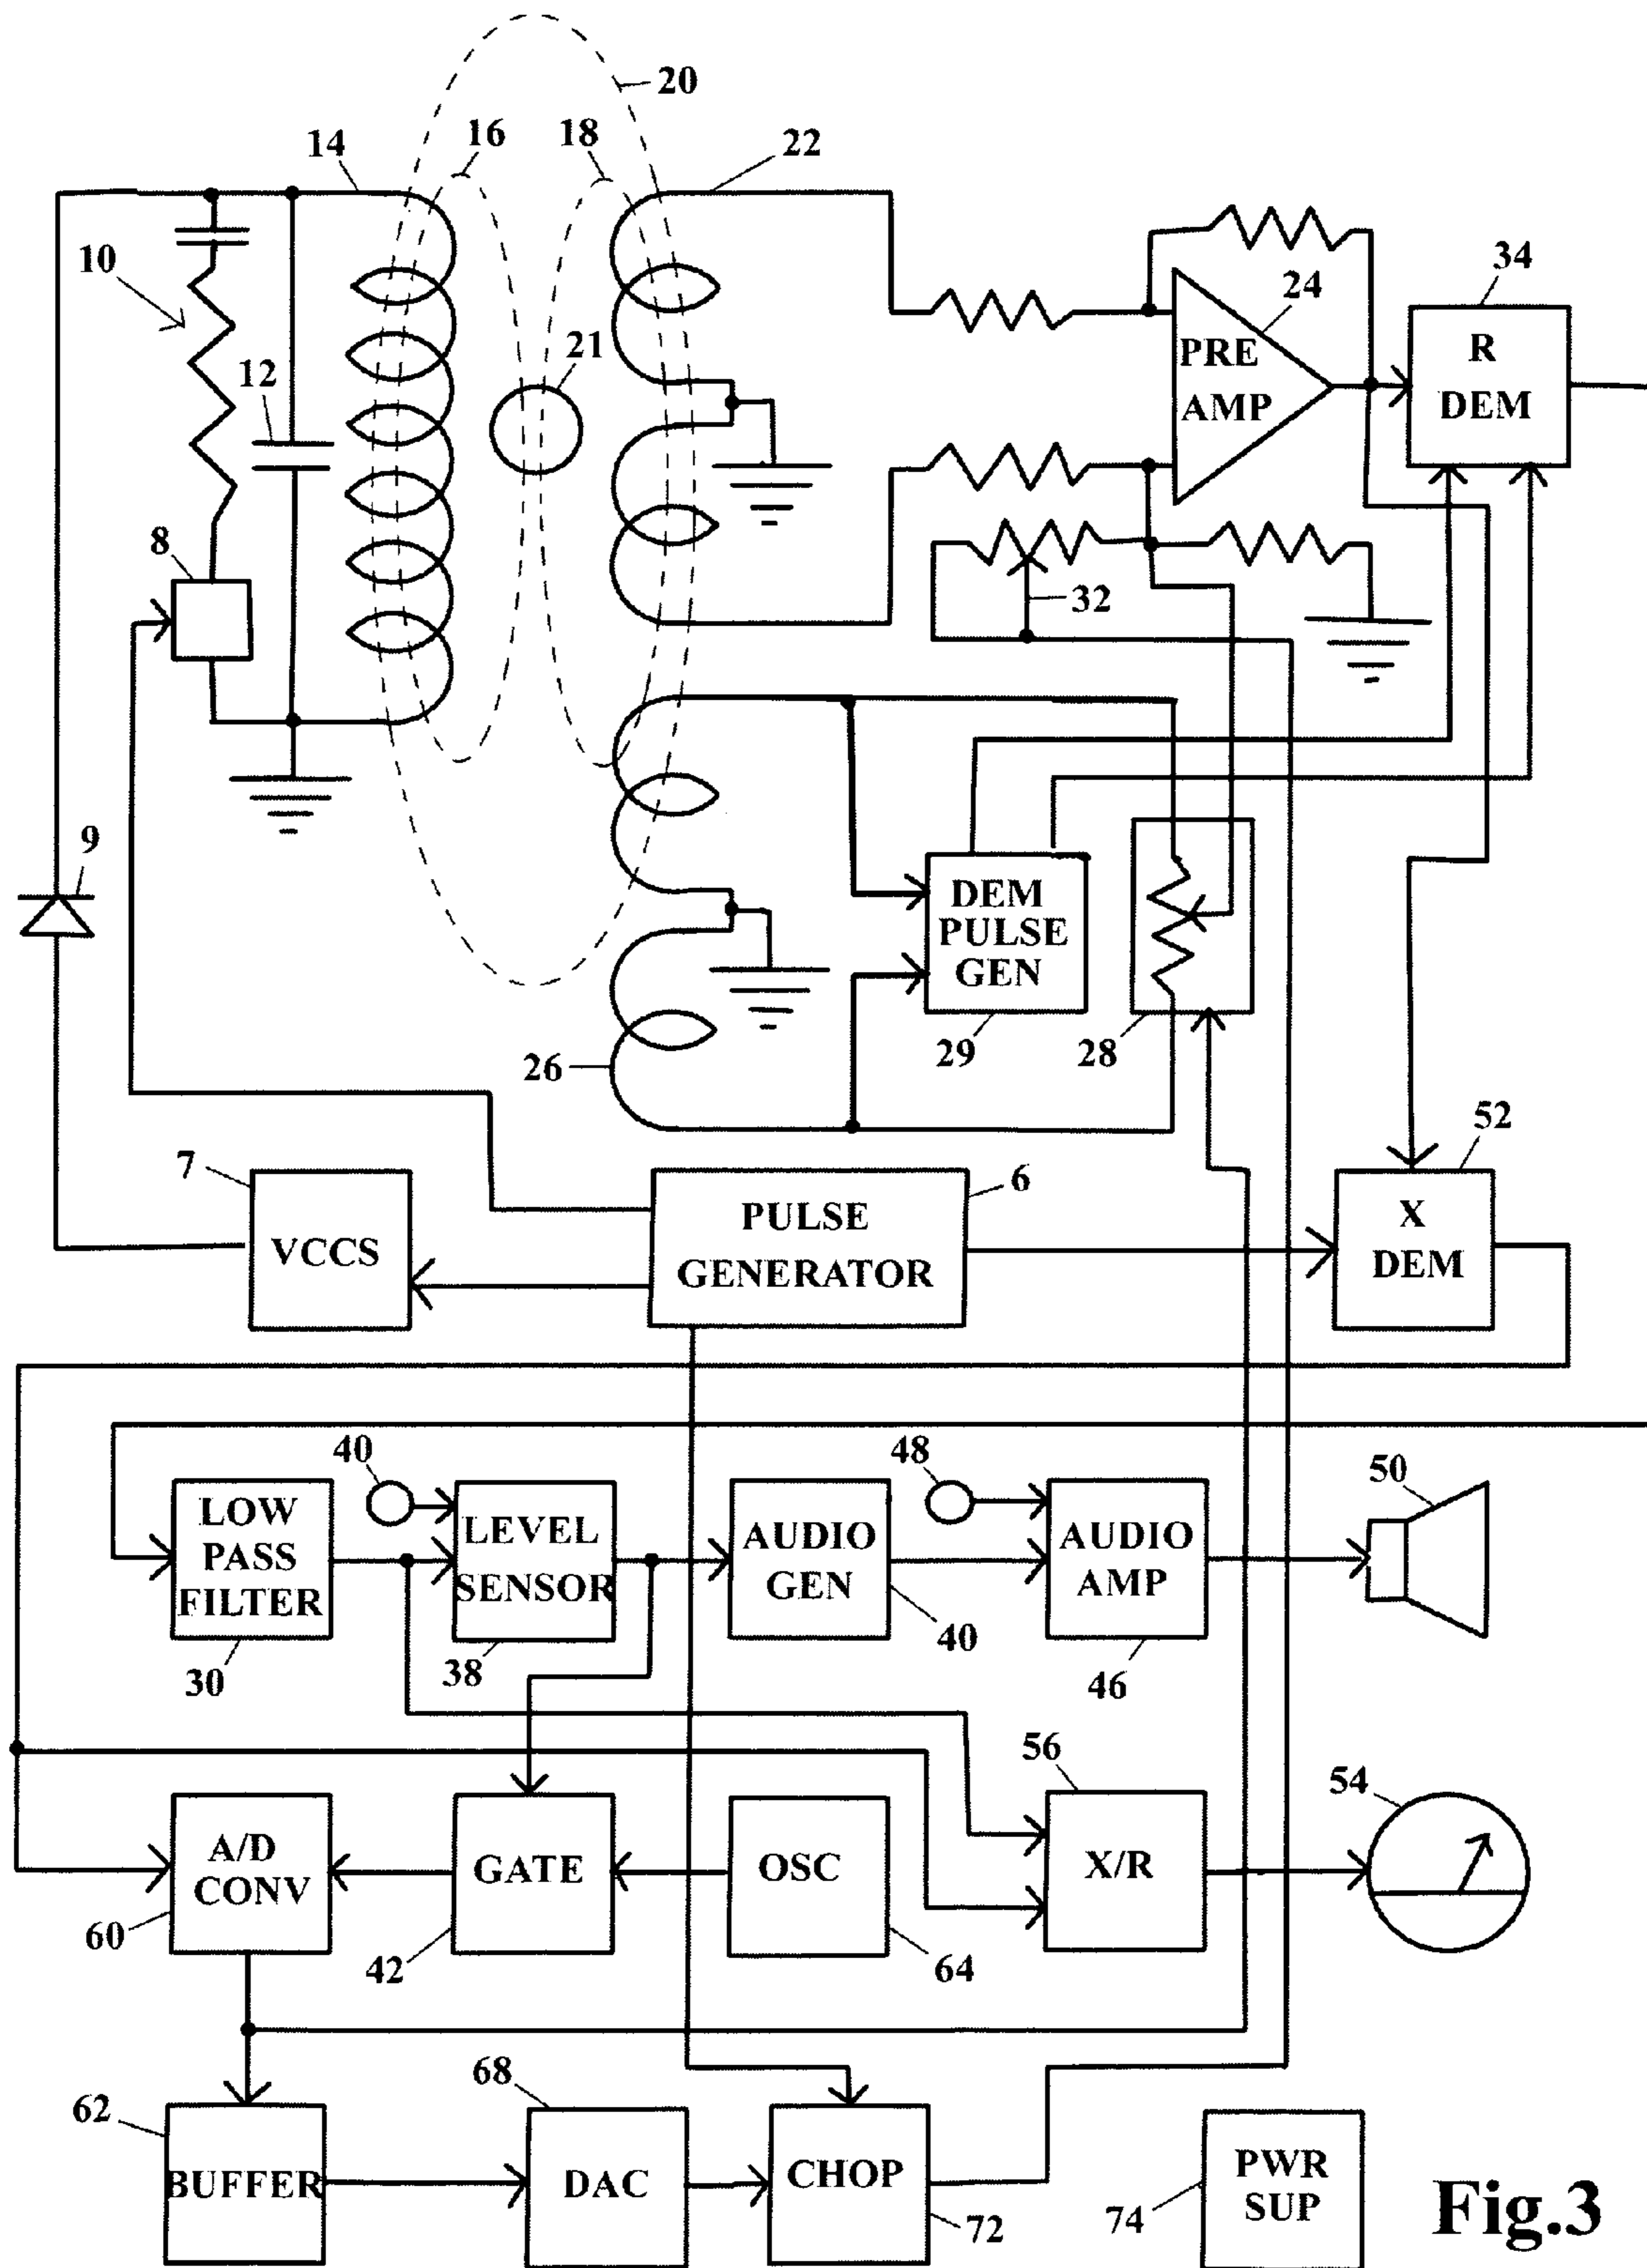 20
14
16
18
22
10
21
24
34
PRE
AMP
R
DEM
12
8
32
9
DEM
PULSE
GEN
29
28
26
52
7
6
VCCS
PULSE
GENERATOR
X
DEM
40
48
50
LOW
PASS
FILTER
LEVEL
SENSOR
AUDIO
GEN
AUDIO
AMP
30
38
40
46
56
54
A/D
CONV
GATE
OSC
X/R
60
42
64
62
68
BUFFER
DAC
CHOP
PWR
SUP
72
74
Fig.3